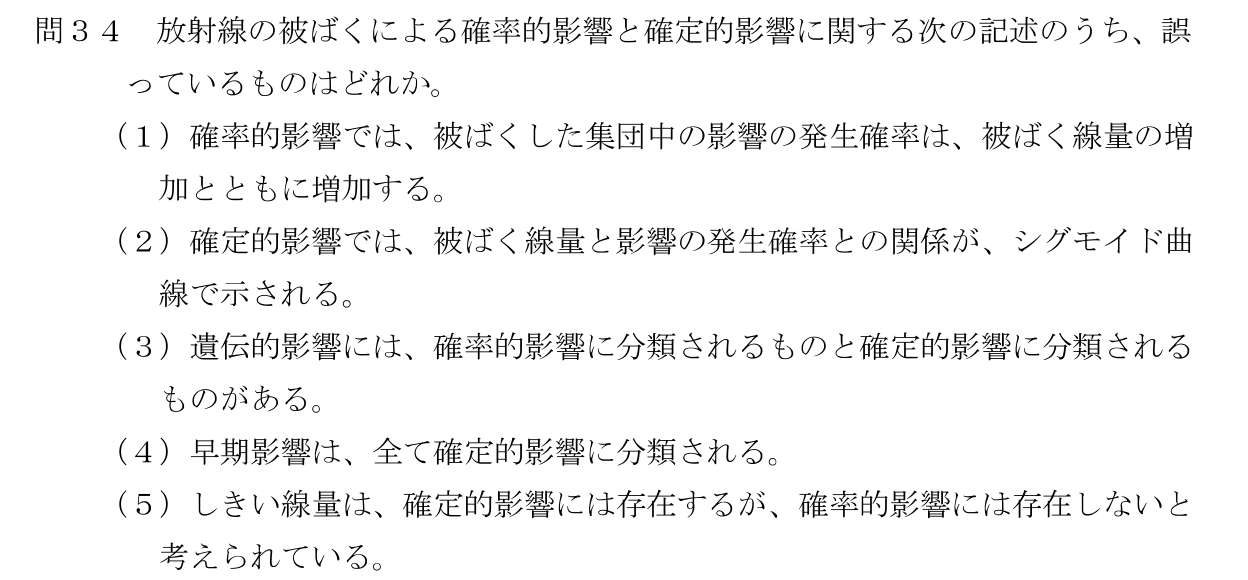 問３４　放射線の被ばくによる確率的影響と確定的影響に関する次の記述のうち、誤
っているものはどれか。
（１）確率的影響では、被ばくした集団中の影響の発生確率は、被ばく線量の増
加とともに増加する。
（２）確定的影響では、被ばく線量と影響の発生確率との関係が、シグモイド曲
線で示される。
（３）遺伝的影響には、確率的影響に分類されるものと確定的影響に分類される
ものがある。
（４）早期影響は、全て確定的影響に分類される。
（５）しきい線量は、確定的影響には存在するが、確率的影響には存在しないと
考えられている。